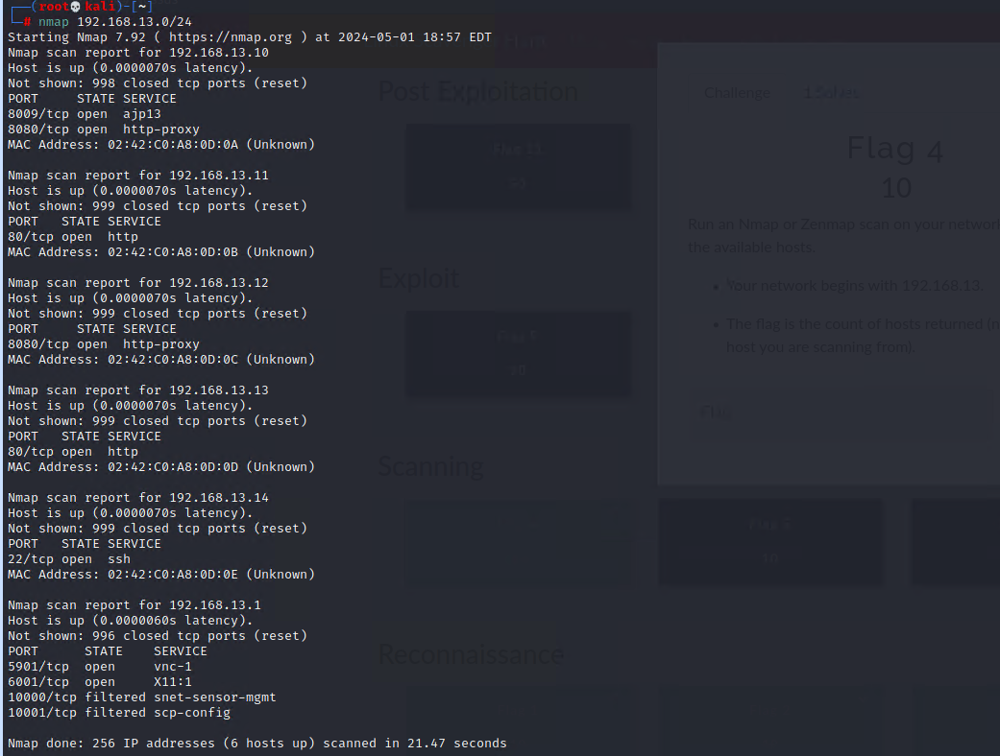 ┌──(root💀kali)-[~]
└─# nmap 192.168.13.0/24
Starting Nmap 7.92 ( https://nmap.org ) at 2024-05-01 18:57 EDT
Nmap scan report for 192.168.13.10
Host is up (0.0000070s latency).
Not shown: 998 closed tcp ports (reset)
PORT     STATE SERVICE
8009/tcp open  ajp13
8080/tcp open  http-proxy
MAC Address: 02:42:C0:A8:0D:0A (Unknown)

Nmap scan report for 192.168.13.11
Host is up (0.0000070s latency).
Not shown: 999 closed tcp ports (reset)
PORT   STATE SERVICE
80/tcp open  http
MAC Address: 02:42:C0:A8:0D:0B (Unknown)

Nmap scan report for 192.168.13.12
Host is up (0.0000070s latency).
Not shown: 999 closed tcp ports (reset)
PORT     STATE SERVICE
8080/tcp open  http-proxy
MAC Address: 02:42:C0:A8:0D:0C (Unknown)

Nmap scan report for 192.168.13.13
Host is up (0.0000070s latency).
Not shown: 999 closed tcp ports (reset)
PORT   STATE SERVICE
80/tcp open  http
MAC Address: 02:42:C0:A8:0D:0D (Unknown)

Nmap scan report for 192.168.13.14
Host is up (0.0000070s latency).
Not shown: 999 closed tcp ports (reset)
PORT   STATE SERVICE
22/tcp open  ssh
MAC Address: 02:42:C0:A8:0D:0E (Unknown)

Nmap scan report for 192.168.13.1
Host is up (0.0000060s latency).
Not shown: 996 closed tcp ports (reset)
PORT      STATE    SERVICE
5901/tcp  open     vnc-1
6001/tcp  open     X11:1
10000/tcp filtered snet-sensor-mgmt
10001/tcp filtered scp-config

Nmap done: 256 IP addresses (6 hosts up) scanned in 21.47 seconds
Post Exploitation
Exploit
Scanning
Reconnaissance
Challenge 1 Solves
Flag 4
10
Run an Nmap or Zenmap scan on your network
the available hosts.
• Your network begins with 192.168.13.
• The flag is the count of hosts returned
host you are scanning from).